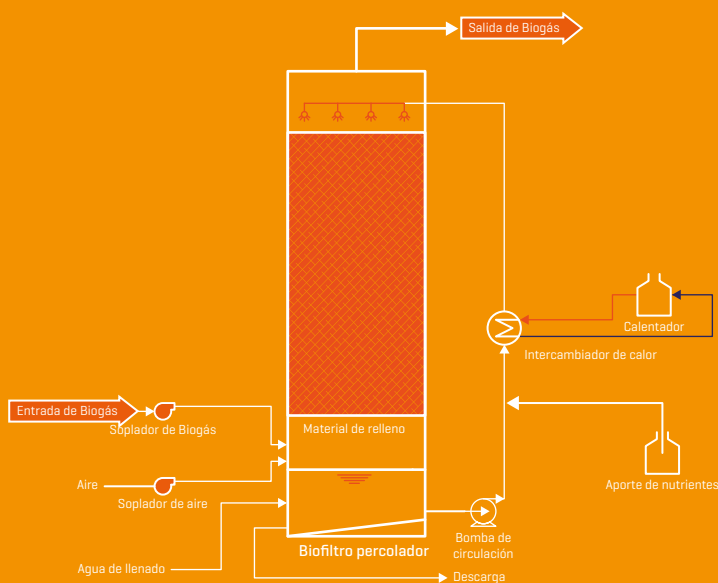 Salida de Biogás
Calentador
Intercambiador de calor
Entrada de Biogás
Soplador de Biogás
Material de relleno
Aire
Soplador de aire
Aporte de nutrientes
Bomba de
circulación
Biofiltro percolador
Agua de llenado
Descarga